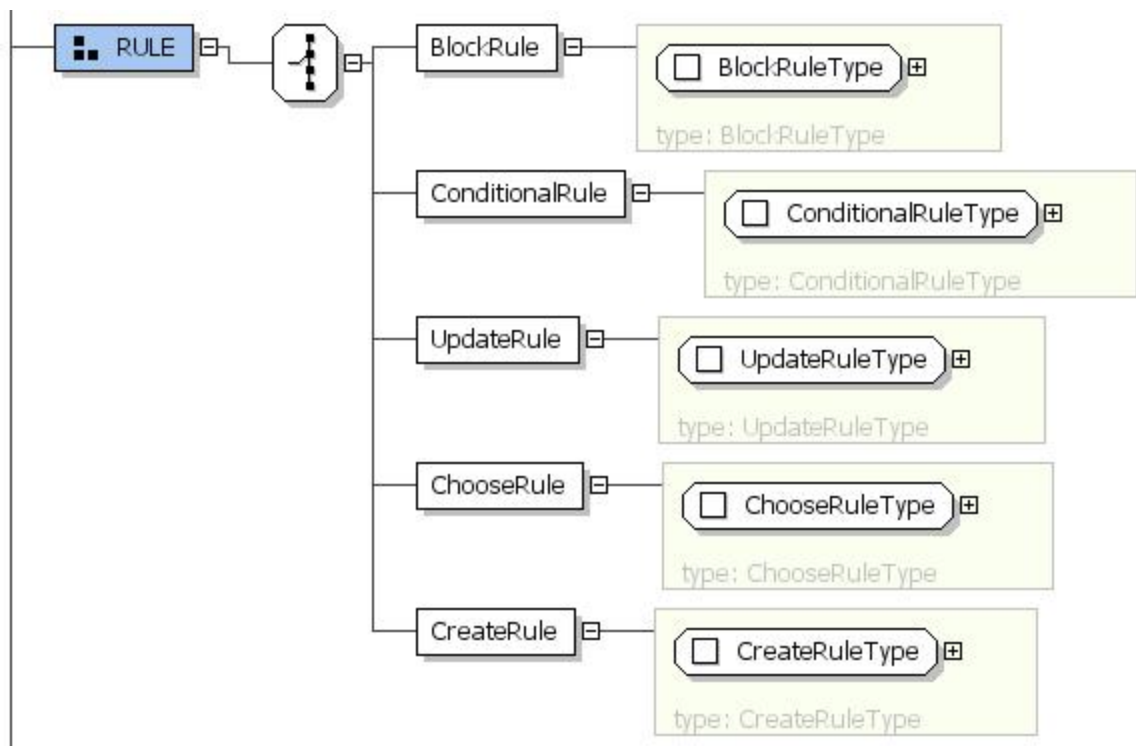 RULE
BlockRule
BlockRuleType
type: BlockRuleType
ConditionalRule
ConditionalRuleType
type: ConditionalRuleType
UpdateRule
UpdateRuleType
type: UpdateRuleType
ChooseRule
ChooseRuleType
type: ChooseRuleType
CreateRule
CreateRuleType
type: CreateRuleType